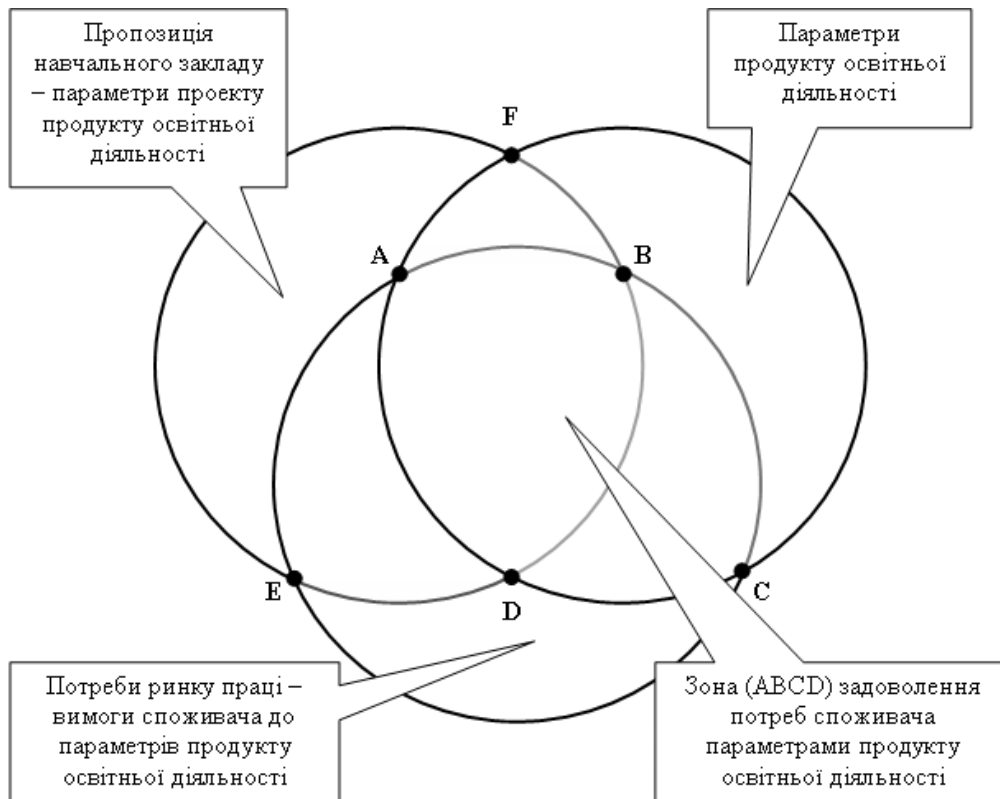 Пропозиція
навчального закладу
– параметри проекту
продукту освітньої
діяльності
Параметри
продукту освітньої
діяльності
F
A
B
E
D
C
Потреби ринку праці –
вимоги споживача до
параметрів продукту
освітньої діяльності
Зона (ABCD) задоволення
потреб споживача
параметрами продукту
освітньої діяльності